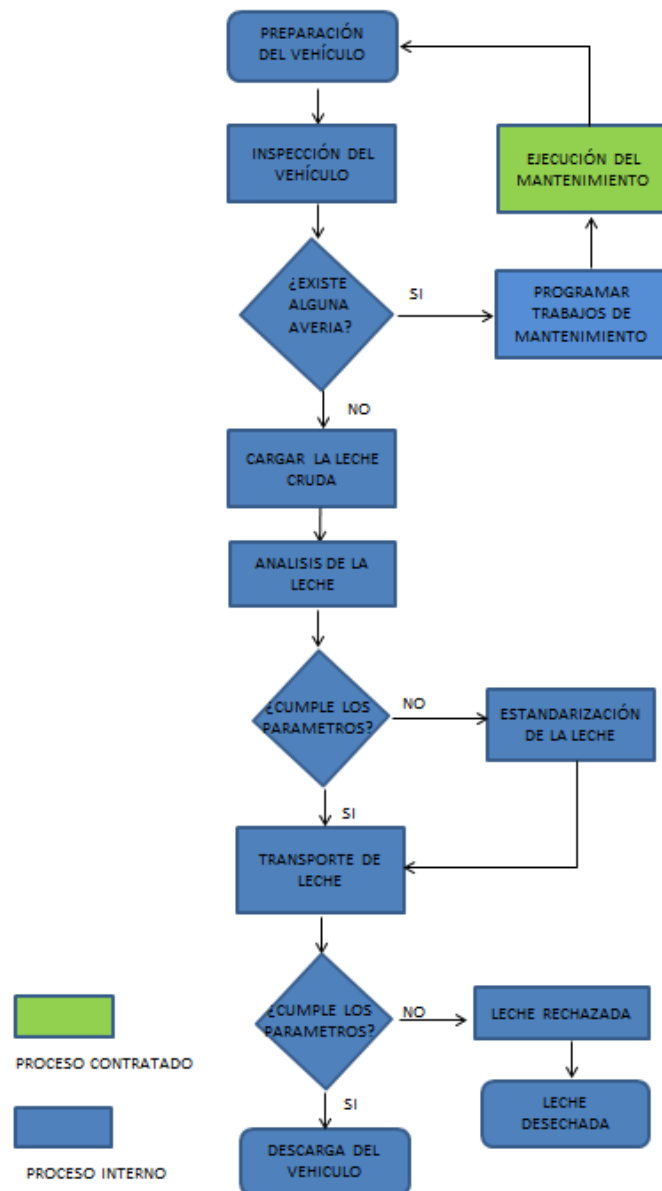 PREPARACIÓN
DEL VEHÍCULO
INSPECCIÓN DEL
VEHÍCULO
EJECUCIÓN DEL
MANTENIMIENTO
¿EXISTE
ALGUNA
AVERIA?
SI
PROGRAMAR
TRABAJOS DE
MANTENIMIENTO
NO
CARGAR LA LECHE
CRUDA
ANALISIS DE LA
LECHE
¿CUMPLE LOS
PARAMETROS?
NO
ESTANDARIZACIÓN
DE LA LECHE
SI
TRANSPORTE DE
LECHE
¿CUMPLE LOS
PARAMETROS?
NO
LECHE RECHAZADA
PROCESO CONTRATADO
SI
LECHE
DESECHADA
DESCARGA DEL
VEHICULO
PROCESO INTERNO